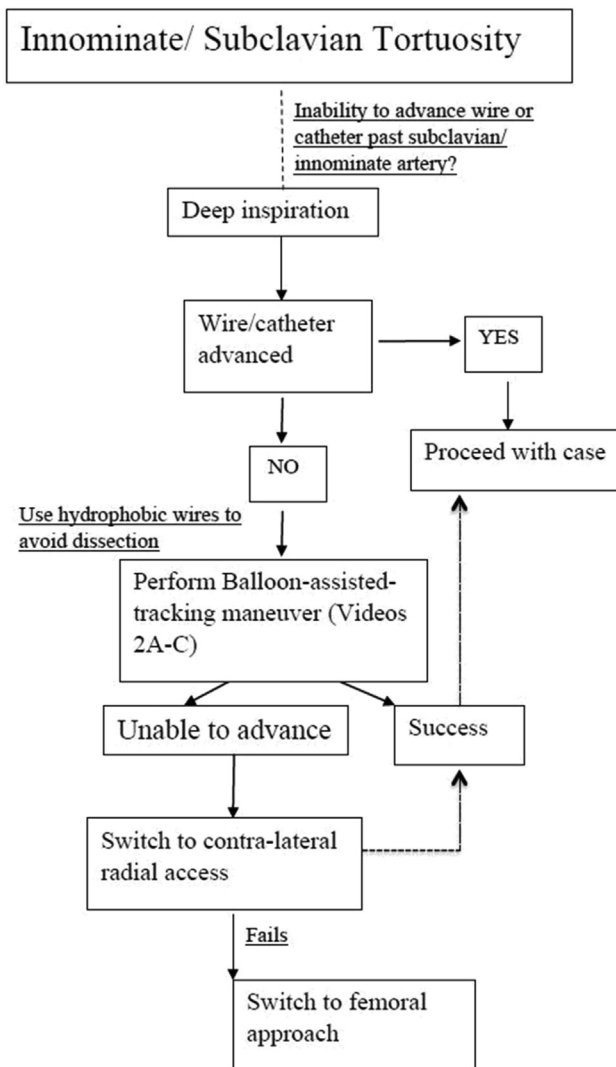 Innominate/ Subclavian Tortuosity
Inability to advance wire or
catheter past subclavian/
innominate artery?
Deep inspiration
Wire/catheter
advanced
YES
NO
Proceed with case
Use hydrophobic wires to
avoid dissection
Perform Balloon-assisted-
tracking maneuver (Videos
2A-C)
Unable to advance
Success
Switch to contra-lateral
radial access
Fails
Switch to femoral
approach